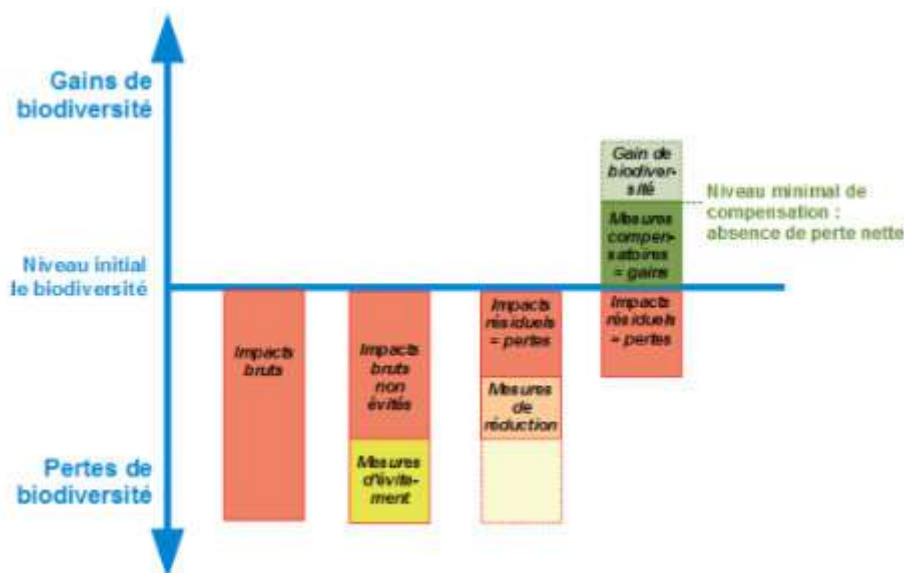 Gains de
biodiversité
Niveau initial
de biodiversité
Pertes de
biodiversité
Impacts
bruts
Impacts
bruts
non
évités
Mesures
d'évite-
ment
Impacts
résiduels
= pertes
Mesures
de
réduction
Gain de
biodiver-
sité
Mesures
compen-
satoires
= gains
Impacts
résiduels
= pertes
Niveau minimal de
compensation :
absence de perte nette